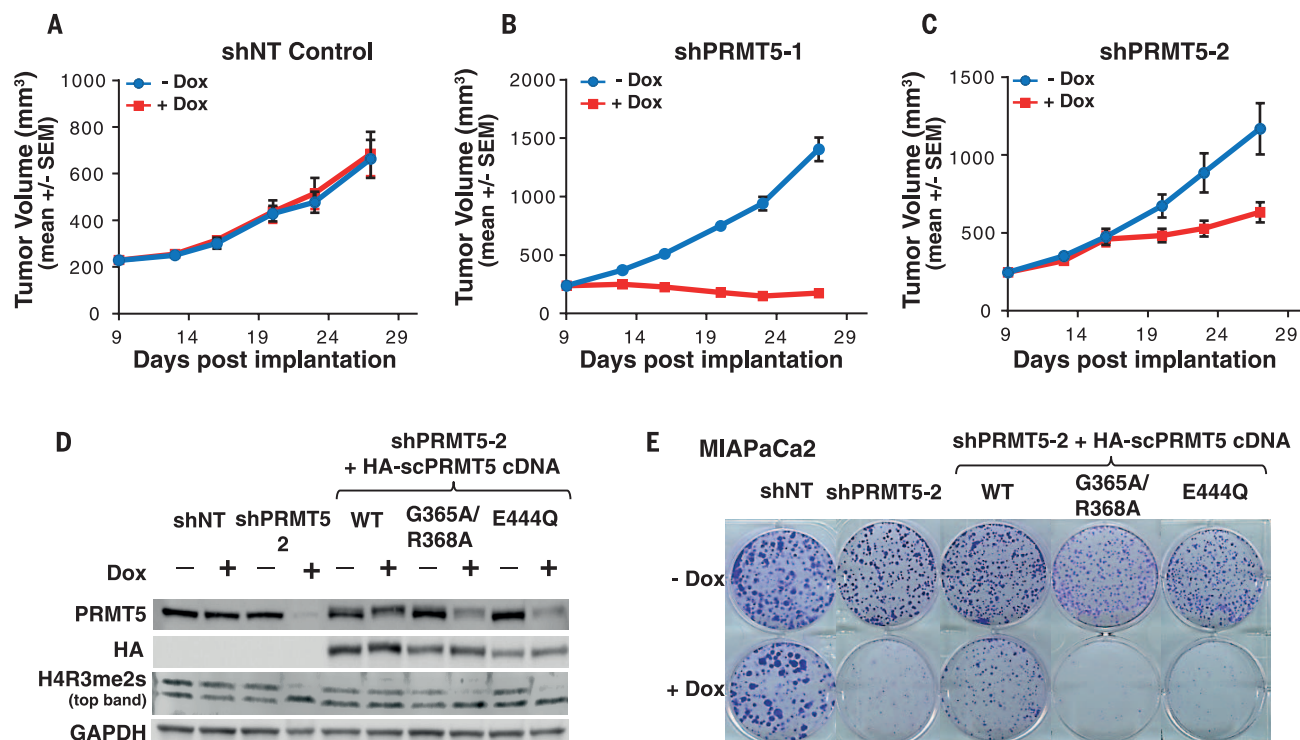 A
shNT Control
Tumor Volume (mm³)
(mean +/- SEM)
1000
800
600
400
200
0
- Dox
+ Dox
9 14 19 24 29
Days post implantation
B
shPRMT5-1
Tumor Volume (mm³)
(mean +/- SEM)
2000
1500
1000
500
0
- Dox
+ Dox
9 14 19 24 29
Days post implantation
C
shPRMT5-2
Tumor Volume (mm³)
(mean +/- SEM)
1500
1000
500
0
- Dox
+ Dox
9 14 19 24 29
Days post implantation
D
shPRMT5-2
+ HA-scPRMT5 cDNA
shNT shPRMT5 WT G365A/ E444Q
2 R368A
Dox — + — + — + — + — +
PRMT5
HA
H4R3me2s
(top band)
GAPDH
E
MIAPaCa2
shPRMT5-2 + HA-scPRMT5 cDNA
shNT shPRMT5-2 WT G365A/ E444Q
R368A
- Dox
+ Dox